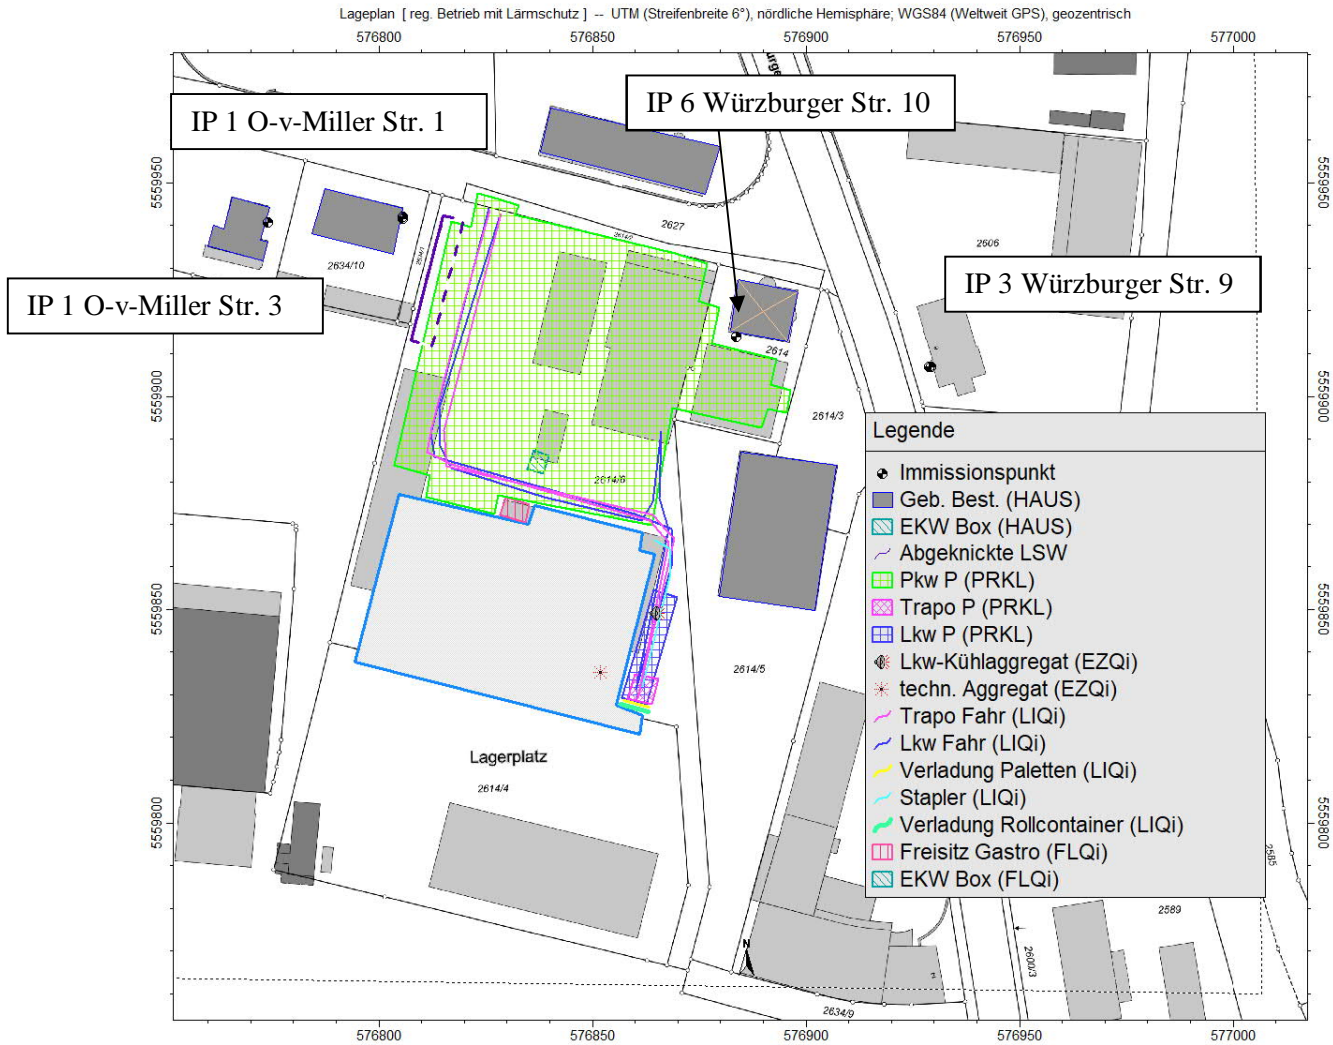 Lageplan [ reg. Betrieb mit Lärmschutz ] -- UTM (Streifenbreite 6°), nördliche Hemisphäre; WGS84 (Weltweit GPS), geozentrisch
576800 576850 576900 576950 577000
IP 1 O-v-Miller Str. 1
IP 6 Würzburger Str. 10
5559950
5559950
2627
2606
2634/10
IP 1 O-v-Miller Str. 3
IP 3 Würzburger Str. 9
2614
5559900
5559900
2614/3
2614/6
Legende
Immissionspunkt
Geb. Best. (HAUS)
EKW Box (HAUS)
Abgeknickte LSW
Pkw P (PRKL)
Trapo P (PRKL)
Lkw P (PRKL)
Lkw-Kühlaggregat (EZQi)
techn. Aggregat (EZQi)
Trapo Fahr (LIQi)
Lkw Fahr (LIQi)
Verladung Paletten (LIQi)
Stapler (LIQi)
Verladung Rollcontainer (LIQi)
Freisitz Gastro (FLQi)
EKW Box (FLQi)
5559850
5559850
2614/5
Lagerplatz
2614/4
5559800
5559800
2585
2589
N
2600/3
2634/9
576800 576850 576900 576950 577000